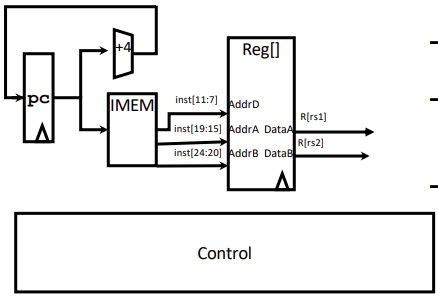 +4
Reg[]
pc
IMEM
inst[11:7]
AddrD
inst[19:15]
AddrA DataA
R[rs1]
inst[24:20]
AddrB DataB
R[rs2]
Control